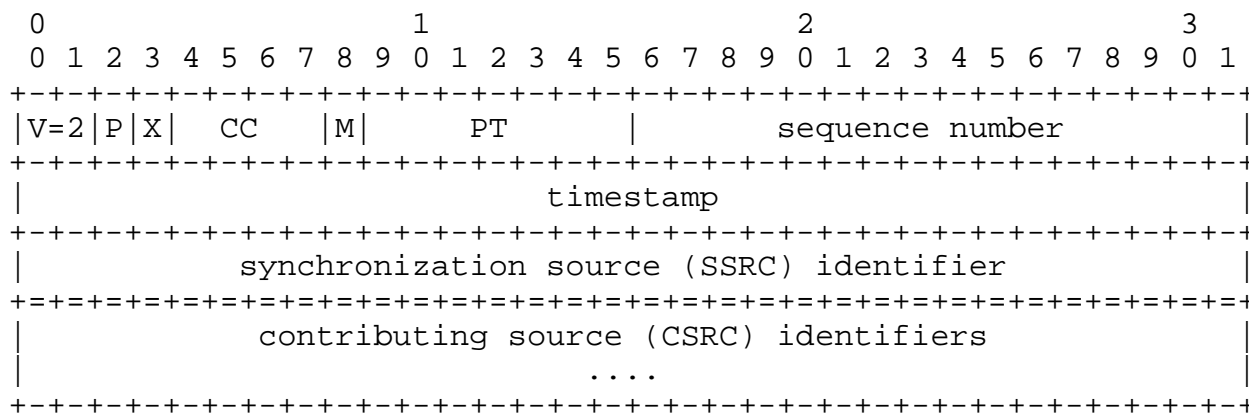 0                   1                   2                   3
 0 1 2 3 4 5 6 7 8 9 0 1 2 3 4 5 6 7 8 9 0 1 2 3 4 5 6 7 8 9 0 1
+-+-+-+-+-+-+-+-+-+-+-+-+-+-+-+-+-+-+-+-+-+-+-+-+-+-+-+-+-+-+-+-+
|V=2|P|X|  CC   |M|     PT      |       sequence number         |
+-+-+-+-+-+-+-+-+-+-+-+-+-+-+-+-+-+-+-+-+-+-+-+-+-+-+-+-+-+-+-+-+
|                           timestamp                           |
+-+-+-+-+-+-+-+-+-+-+-+-+-+-+-+-+-+-+-+-+-+-+-+-+-+-+-+-+-+-+-+-+
|           synchronization source (SSRC) identifier            |
+=+=+=+=+=+=+=+=+=+=+=+=+=+=+=+=+=+=+=+=+=+=+=+=+=+=+=+=+=+=+=+=+
|            contributing source (CSRC) identifiers             |
|                             ....                              |
+-+-+-+-+-+-+-+-+-+-+-+-+-+-+-+-+-+-+-+-+-+-+-+-+-+-+-+-+-+-+-+-+